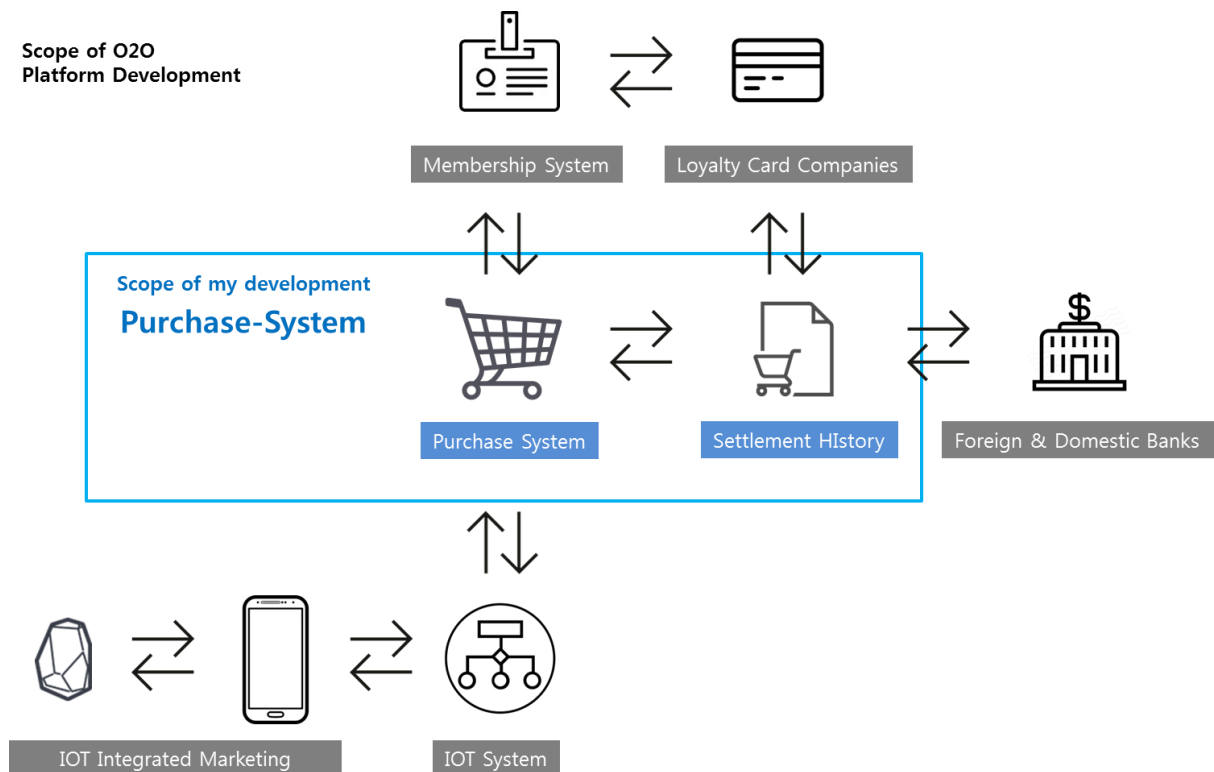 Scope of O2O
Platform Development
Membership System
Loyalty Card Companies
Scope of my development
Purchase-System
Purchase System
Settlement HIstory
Foreign & Domestic Banks
IOT Integrated Marketing
IOT System